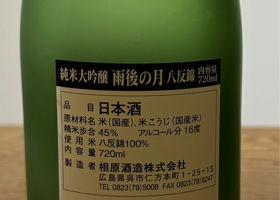 純米大吟醸 雨後の月 八反錦 内容量720ml
品目 日本酒
原材料名 米(国産)、米こうじ(国産米)
精米歩合 45% アルコール分 16度
使用米 八反錦100%
内容量 720ml
製造者 相原酒造株式会社
広島県呉市仁方本町1-25-15
TEL 0823(79)5008 FAX 0823(79)6247